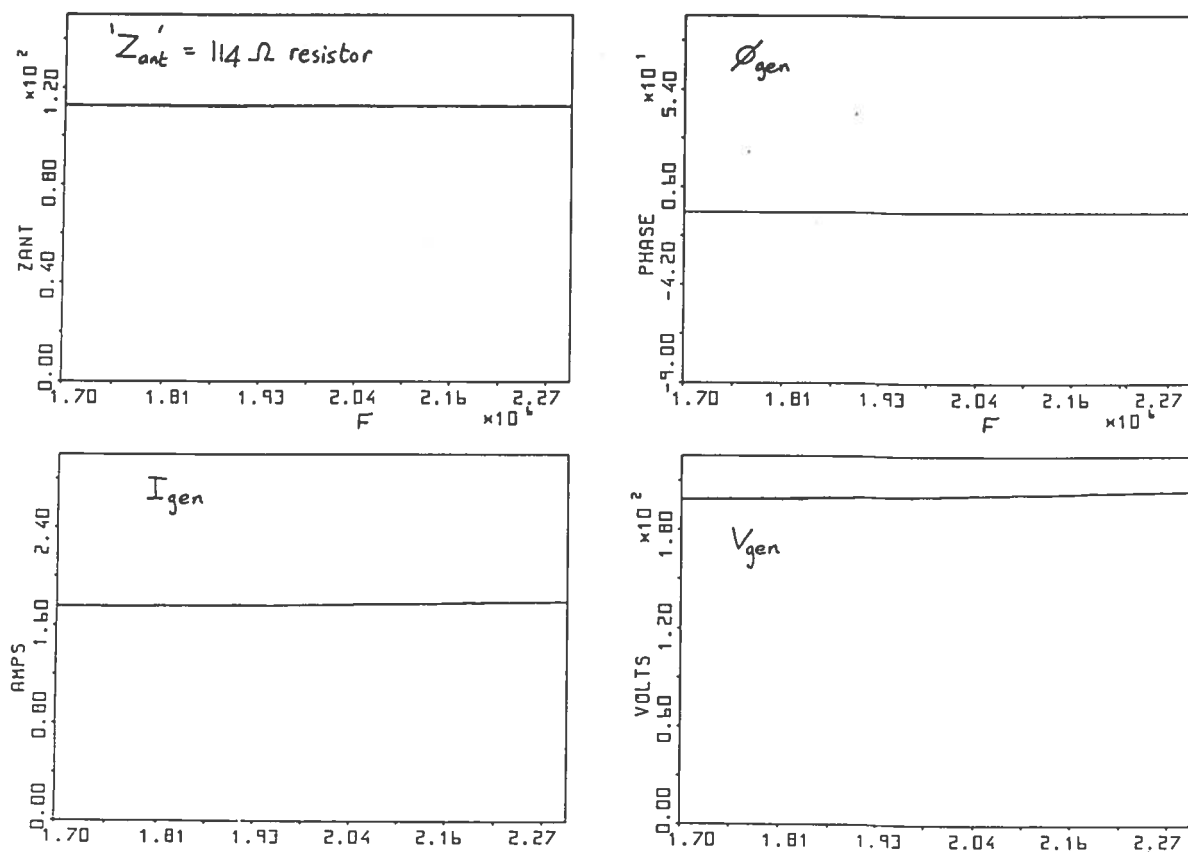 'Z_ant' = 114 Ω resistor
×10²
1.20
0.80
0.40
0.00
ZANT
1.70 1.81 1.93 2.04 2.16 2.27
F ×10⁶
Ø_gen
×10¹
5.40
0.60
-4.20
-9.00
PHASE
1.70 1.81 1.93 2.04 2.16 2.27
F ×10⁶
I_gen
2.40
1.60
0.80
0.00
AMPS
1.70 1.81 1.93 2.04 2.16 2.27
V_gen
×10²
1.80
1.20
0.60
0.00
VOLTS
1.70 1.81 1.93 2.04 2.16 2.27